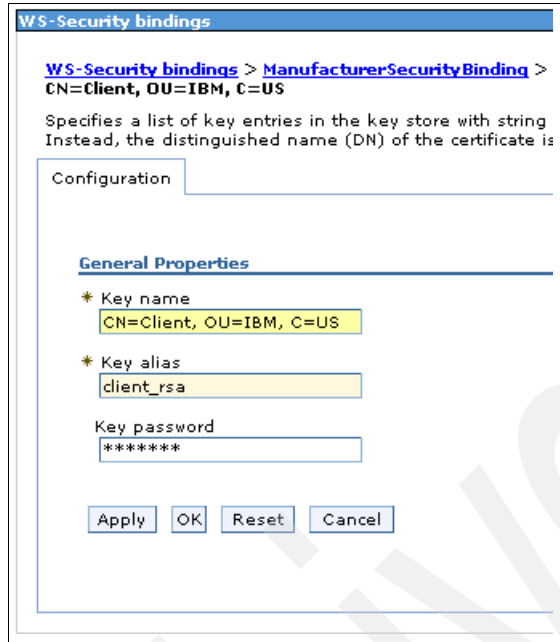 WS-Security bindings
WS-Security bindings > ManufacturerSecurityBinding >
CN=Client, OU=IBM, C=US
Specifies a list of key entries in the key store with string
Instead, the distinguished name (DN) of the certificate is
Configuration
General Properties
* Key name
CN=Client, OU=IBM, C=US
* Key alias
client_rsa
Key password
*******
Apply OK Reset Cancel